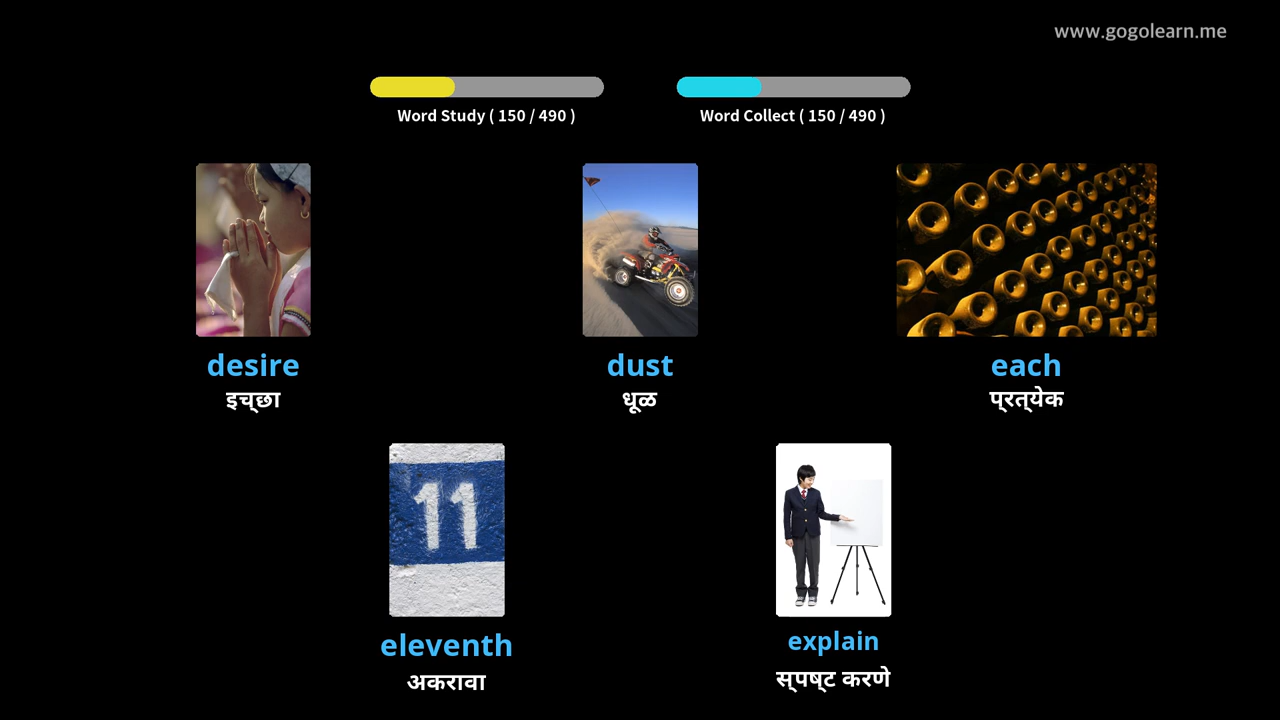 www.gogolearn.me
Word Study ( 150 / 490 )
Word Collect ( 150 / 490 )
desire
इच्छा
dust
धूळ
each
प्रत्येक
11
eleventh
अकरावा
explain
स्पष्ट करणे